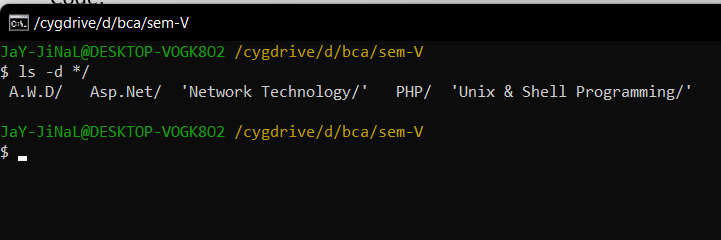 code.
/cygdrive/d/bca/sem-V
JaY-JiNaL@DESKTOP-VOGK8O2 /cygdrive/d/bca/sem-V
$ ls -d */
A.W.D/   Asp.Net/  'Network Technology/'   PHP/  'Unix & Shell Programming/'
JaY-JiNaL@DESKTOP-VOGK8O2 /cygdrive/d/bca/sem-V
$